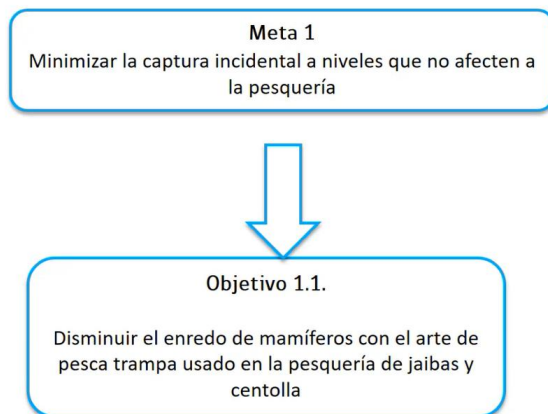 Meta 1
Minimizar la captura incidental a niveles que no afecten a
la pesquería
Objetivo 1.1.
Disminuir el enredo de mamíferos con el arte de
pesca trampa usado en la pesquería de jaibas y
centolla